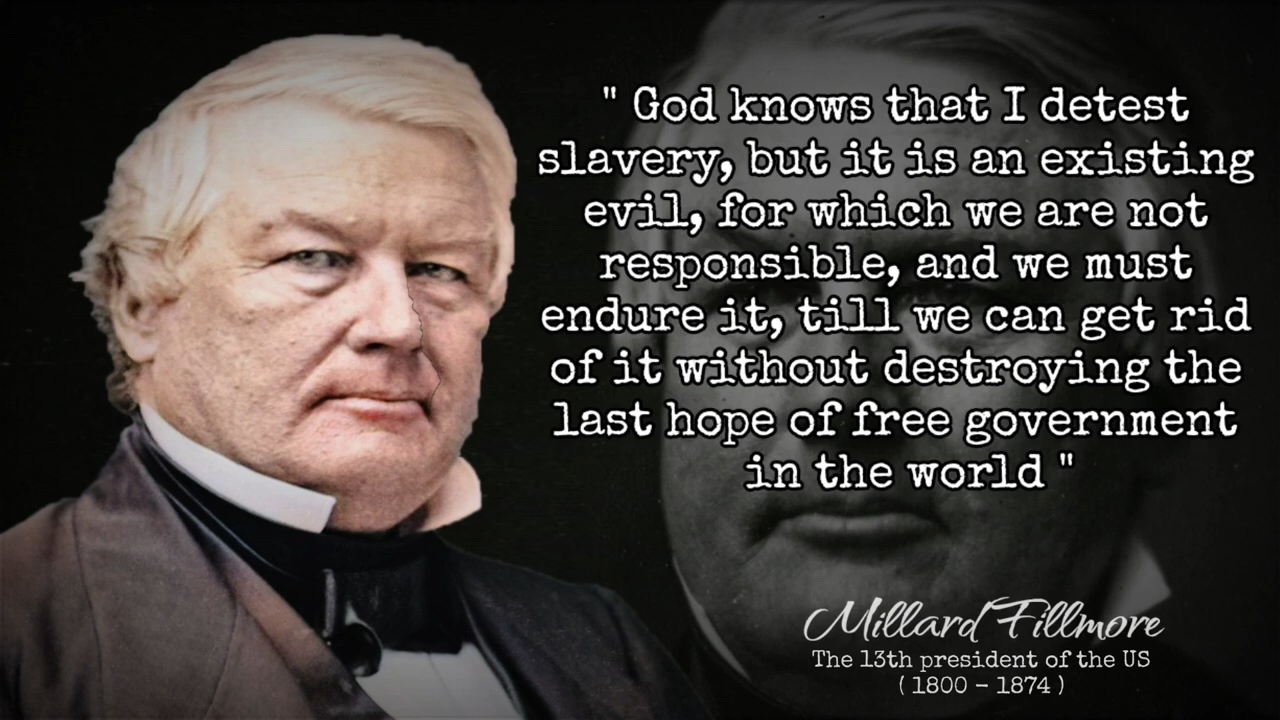 " God knows that I detest
slavery, but it is an existing
evil, for which we are not
responsible, and we must
endure it, till we can get rid
of it without destroying the
last hope of free government
in the world "
Millard Fillmore
The 13th president of the US
( 1800 - 1874 )